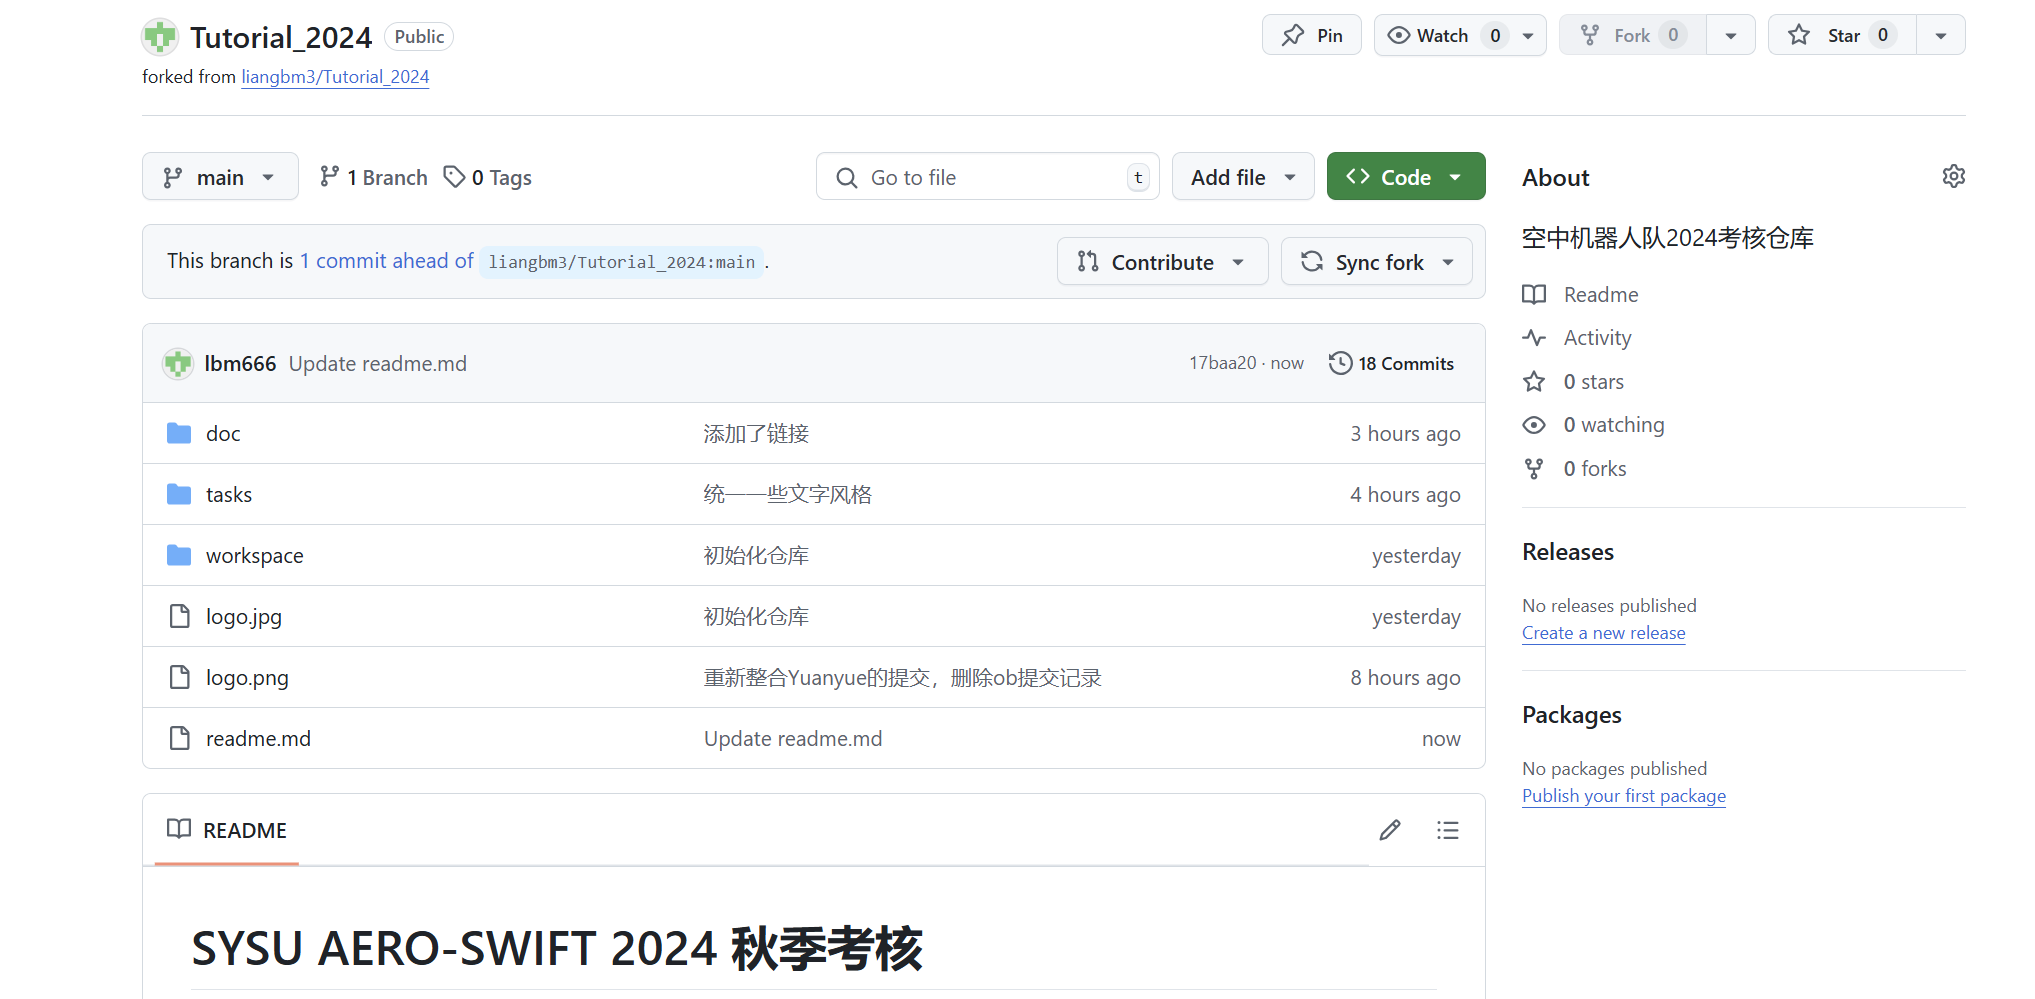 Tutorial_2024 Public Pin Watch 0 Fork 0 Star 0
forked from liangbm3/Tutorial_2024
main 1 Branch 0 Tags Go to file t Add file Code
This branch is 1 commit ahead of liangbm3/Tutorial_2024:main . Contribute Sync fork
lbm666 Update readme.md 17baa20 · now 18 Commits
doc 添加了链接 3 hours ago
tasks 统一一些文字风格 4 hours ago
workspace 初始化仓库 yesterday
logo.jpg 初始化仓库 yesterday
logo.png 重新整合Yuanyue的提交，删除ob提交记录 8 hours ago
readme.md Update readme.md now
README
SYSU AERO-SWIFT 2024 秋季考核
About
空中机器人队2024考核仓库
Readme
Activity
0 stars
0 watching
0 forks
Releases
No releases published
Create a new release
Packages
No packages published
Publish your first package